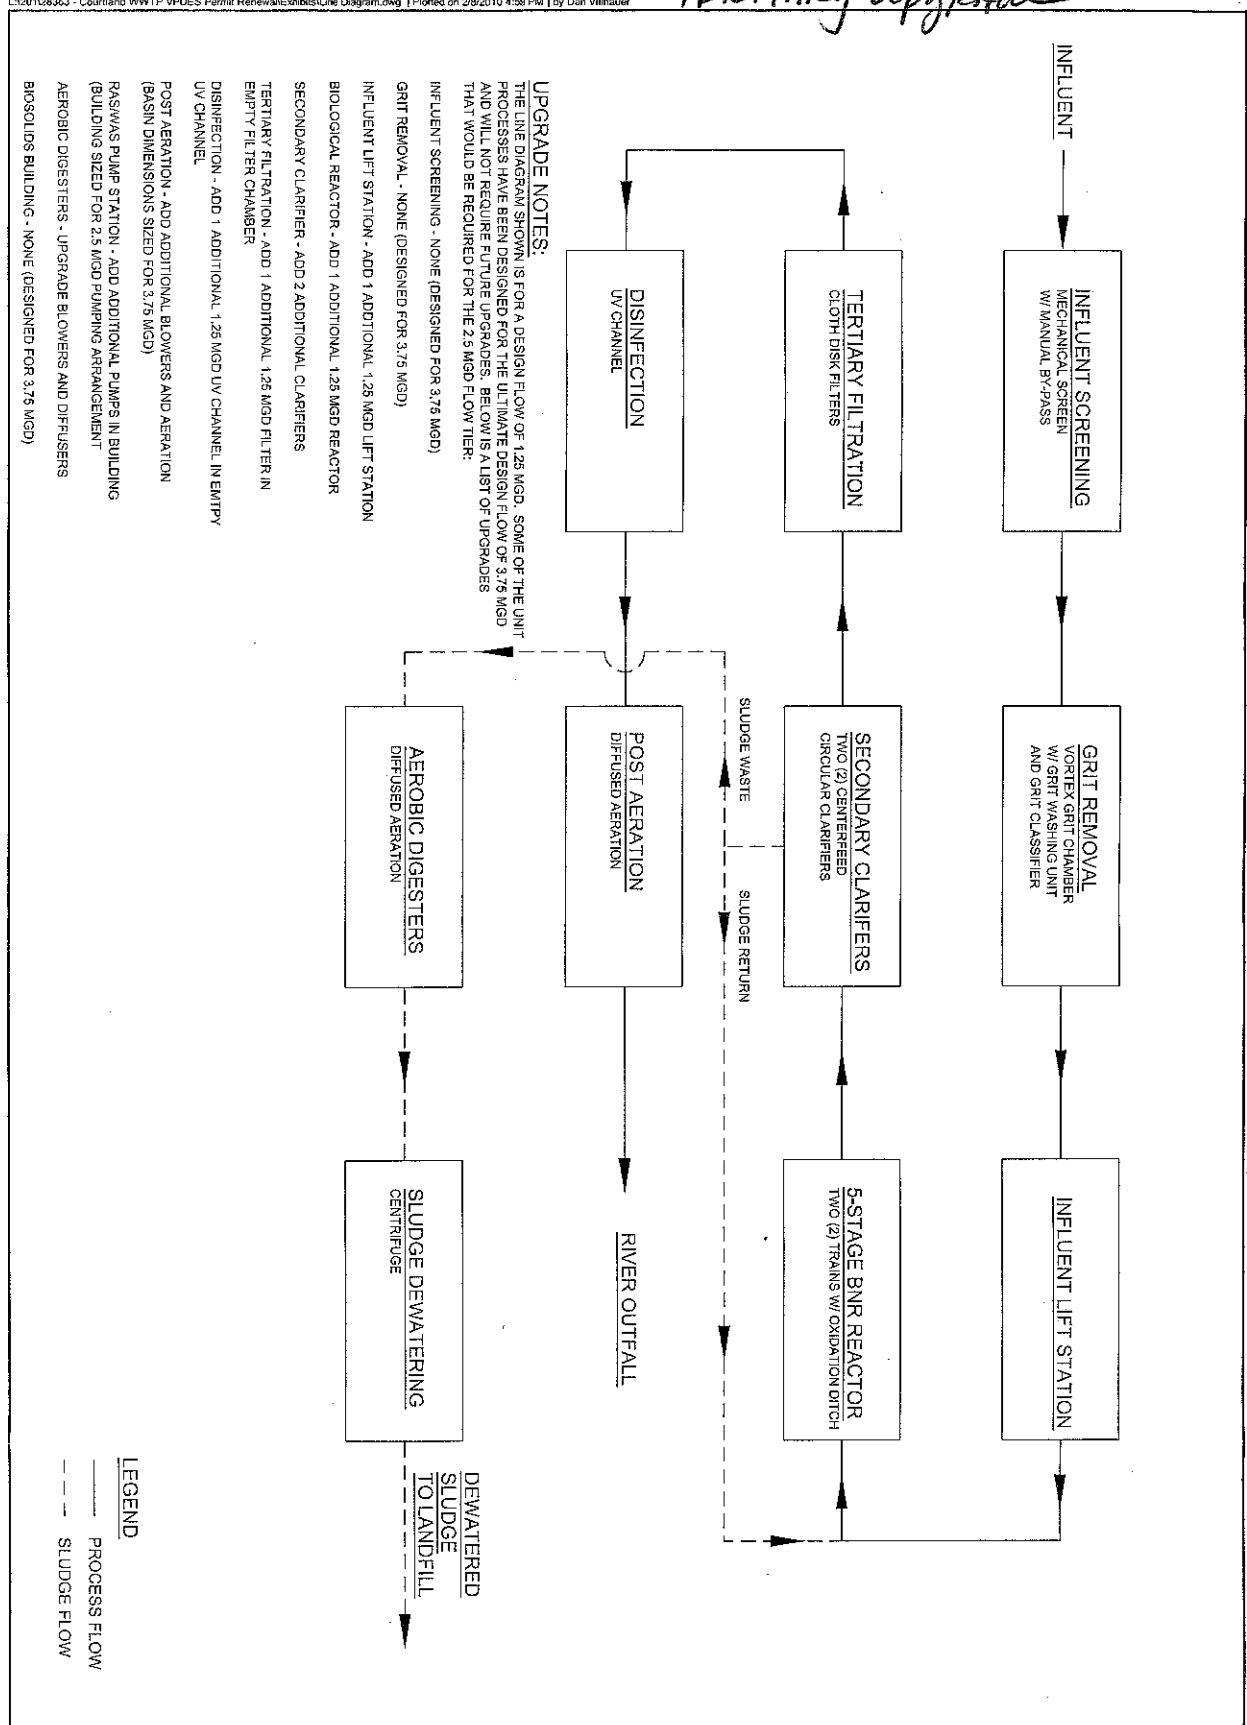 L:\2011\28363 - Courtland WWTP VPDES Permit Renewal\Exhibits\Line Diagram.dwg | Plotted on 2/8/2010 4:58 PM | by Dan Villhauer
INFLUENT
INFLUENT SCREENING
MECHANICAL SCREEN
W/ MANUAL BY-PASS
GRIT REMOVAL
VORTEX GRIT CHAMBER
W/ GRIT WASHING UNIT
AND GRIT CLASSIFIER
INFLUENT LIFT STATION
TERTIARY FILTRATION
CLOTH DISK FILTERS
SECONDARY CLARIFERS
TWO (2) CENTERFEED
CIRCULAR CLARIFIERS
5-STAGE BNR REACTOR
TWO (2) TRAINS W/ OXIDATION DITCH
SLUDGE WASTE
SLUDGE RETURN
DISINFECTION
UV CHANNEL
POST AERATION
DIFFUSED AERATION
RIVER OUTFALL
AEROBIC DIGESTERS
DIFFUSED AERATION
SLUDGE DEWATERING
CENTRIFUGE
DEWATERED
SLUDGE
TO LANDFILL
UPGRADE NOTES:
THE LINE DIAGRAM SHOWN IS FOR A DESIGN FLOW OF 1.25 MGD. SOME OF THE UNIT
PROCESSES HAVE BEEN DESIGNED FOR THE ULTIMATE DESIGN FLOW OF 3.75 MGD
AND WILL NOT REQUIRE FUTURE UPGRADES. BELOW IS A LIST OF UPGRADES
THAT WOULD BE REQUIRED FOR THE 2.5 MGD FLOW TIER:
INFLUENT SCREENING - NONE (DESIGNED FOR 3.75 MGD)
GRIT REMOVAL - NONE (DESIGNED FOR 3.75 MGD)
INFLUENT LIFT STATION - ADD 1 ADDTIONAL 1.25 MGD LIFT STATION
BIOLOGICAL REACTOR - ADD 1 ADDITIONAL 1.25 MGD REACTOR
SECONDARY CLARIFIER - ADD 2 ADDITIONAL CLARIFIERS
TERTIARY FILTRATION - ADD 1 ADDITIONAL 1.25 MGD FILTER IN
EMPTY FILTER CHAMBER
DISINFECTION - ADD 1 ADDITIONAL 1.25 MGD UV CHANNEL IN EMTPY
UV CHANNEL
POST AERATION - ADD ADDITIONAL BLOWERS AND AERATION
(BASIN DIMENSIONS SIZED FOR 3.75 MGD)
RAS/WAS PUMP STATION - ADD ADDITIONAL PUMPS IN BUILDING
(BUILDING SIZED FOR 2.5 MGD PUMPING ARRANGEMENT
AEROBIC DIGESTERS - UPGRADE BLOWERS AND DIFFUSERS
BIOSOLIDS BUILDING - NONE (DESIGNED FOR 3.75 MGD)
LEGEND
PROCESS FLOW
SLUDGE FLOW